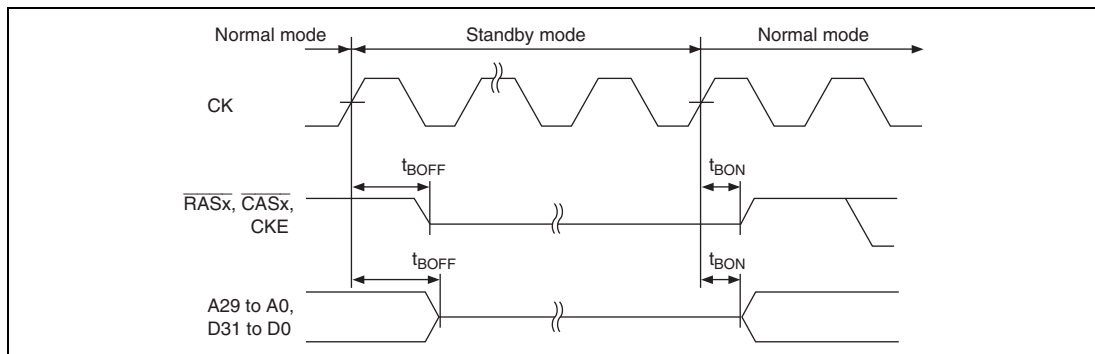 Normal mode Standby mode Normal mode
CK
tBOFF tBON
RASx, CASx,
CKE
tBOFF tBON
A29 to A0,
D31 to D0